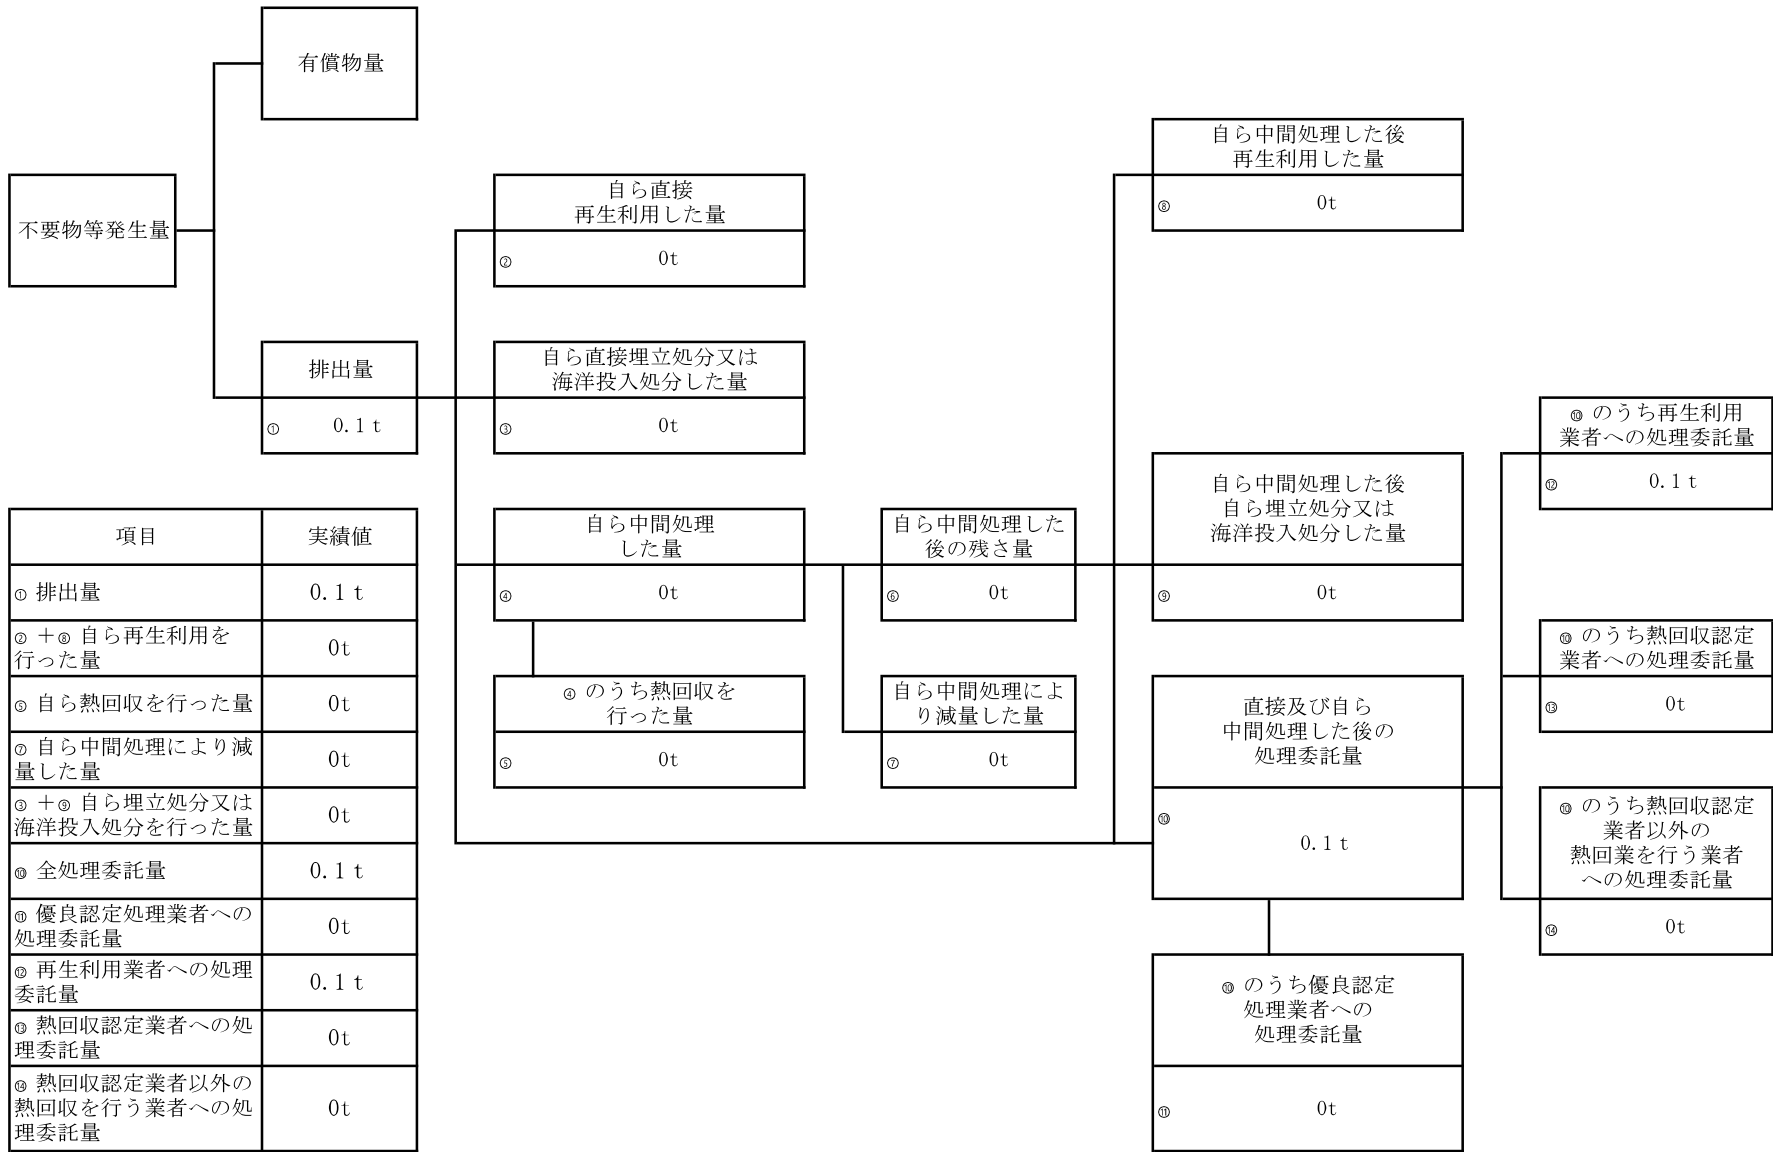 有償物量
不要物等発生量
排出量
① 0.1 t
自ら直接
再生利用した量
② 0t
自ら直接埋立処分又は
海洋投入処分した量
③ 0t
自ら中間処理
した量
④ 0t
④ のうち熱回収を
行った量
⑤ 0t
自ら中間処理した
後の残さ量
⑥ 0t
自ら中間処理によ
り減量した量
⑦ 0t
自ら中間処理した後
再生利用した量
⑧ 0t
自ら中間処理した後
自ら埋立処分又は
海洋投入処分した量
⑨ 0t
直接及び自ら
中間処理した後の
処理委託量
⑩
0.1 t
⑩ のうち優良認定
処理業者への
処理委託量
⑪ 0t
⑩ のうち再生利用
業者への処理委託量
⑫ 0.1 t
⑩ のうち熱回収認定
業者への処理委託量
⑬ 0t
⑩ のうち熱回収認定
業者以外の
熱回業を行う業者
への処理委託量
⑭ 0t
項目 実績値
① 排出量 0.1 t
② +⑧ 自ら再生利用を
行った量 0t
⑤ 自ら熱回収を行った量 0t
⑦ 自ら中間処理により減
量した量 0t
③ +⑨ 自ら埋立処分又は
海洋投入処分を行った量 0t
⑩ 全処理委託量 0.1 t
⑪ 優良認定処理業者への
処理委託量 0t
⑫ 再生利用業者への処理
委託量 0.1 t
⑬ 熱回収認定業者への処
理委託量 0t
⑭ 熱回収認定業者以外の
熱回収を行う業者への処
理委託量 0t